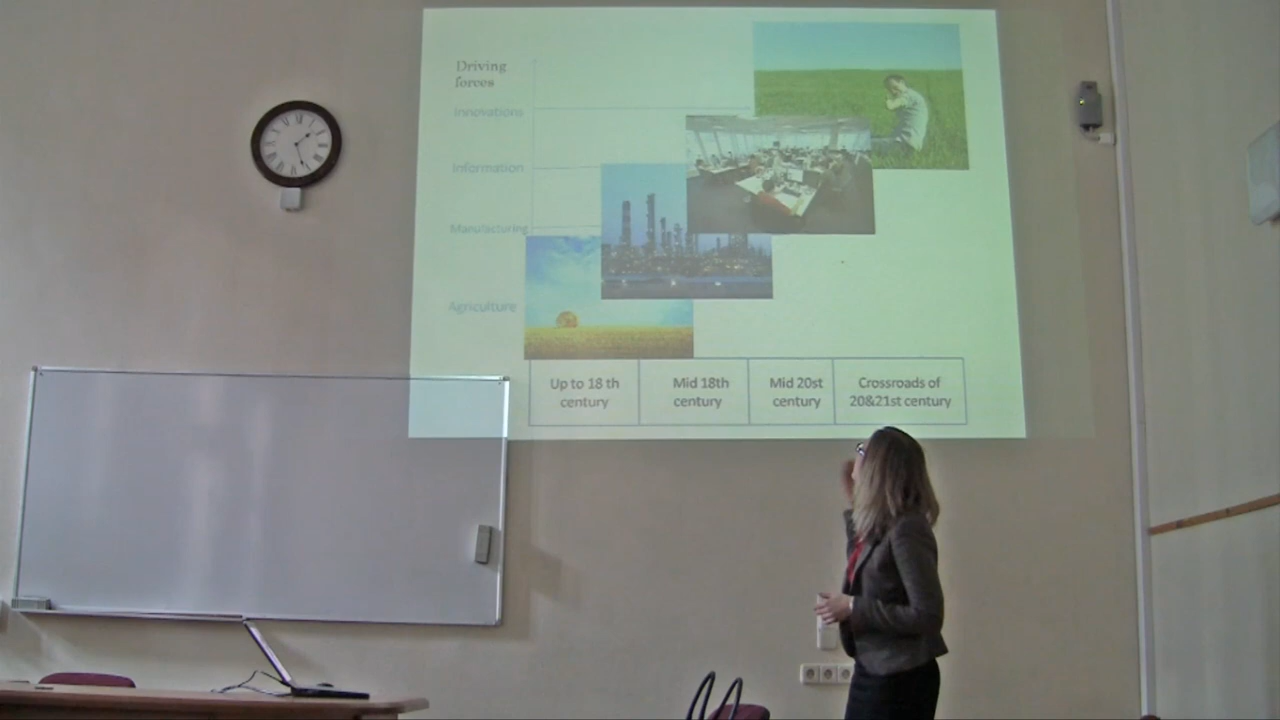 Driving
forces
Innovations
Information
Manufacturing
Agriculture
Up to 18 th
century
Mid 18th
century
Mid 20st
century
Crossroads of
20&21st century